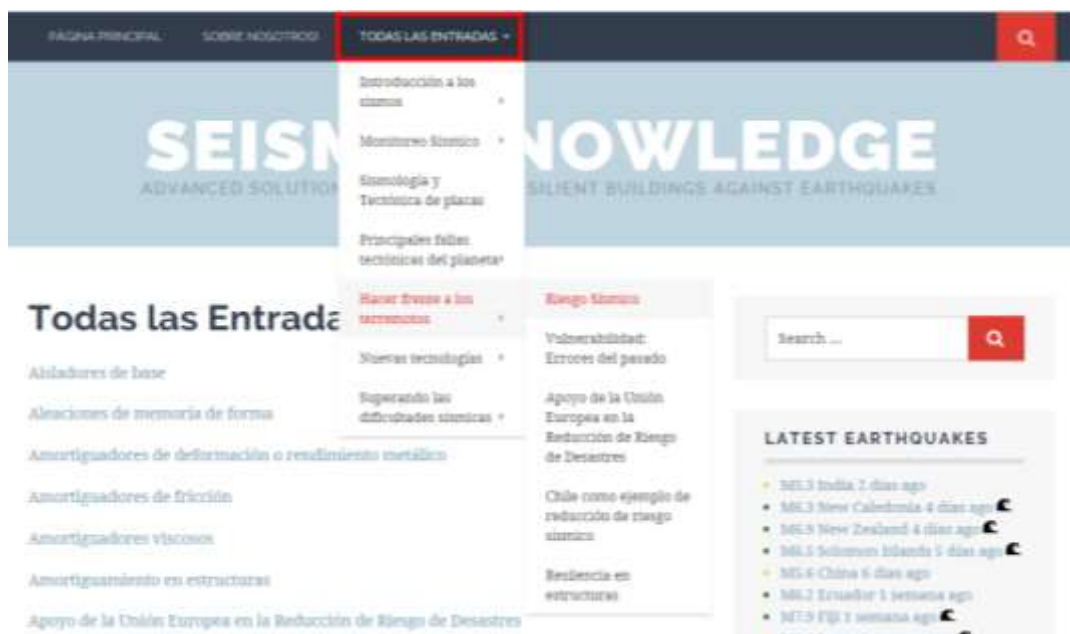 PÁGINA PRINCIPAL
SOBRE NOSOTROS!
TODAS LAS ENTRADAS
SEISM NOWLEDGE
ADVANCED SOLUTION SILIENT BUILDINGS AGAINST EARTHQUAKES
Introducción a los
sismos
Monitoreo Sísmico
Sismología y
Tectónica de placas
Principales fallas
tectónicas del planeta
Hacer frente a los
terremotos
Nuevas tecnologías
Superando las
dificultades sísmicas
Riesgo Sísmico
Vulnerabilidad:
Errores del pasado
Apoyo de la Unión
Europea en la
Reducción de Riesgo
de Desastres
Chile como ejemplo de
reducción de riesgo
sísmico
Resiliencia en
estructuras
Todas las Entrada
Aisladores de base
Aleaciones de memoria de forma
Amortiguadores de deformación o rendimiento metálico
Amortiguadores de fricción
Amortiguadores viscosos
Amortiguamiento en estructuras
Apoyo de la Unión Europea en la Reducción de Riesgo de Desastres
Search ...
LATEST EARTHQUAKES
M5.3 India 2 días ago
M6.3 New Caledonia 4 días ago
M6.9 New Zealand 4 días ago
M6.5 Solomon Islands 5 días ago
M5.6 China 6 días ago
M6.2 Ecuador 1 semana ago
M7.9 Fiji 1 semana ago